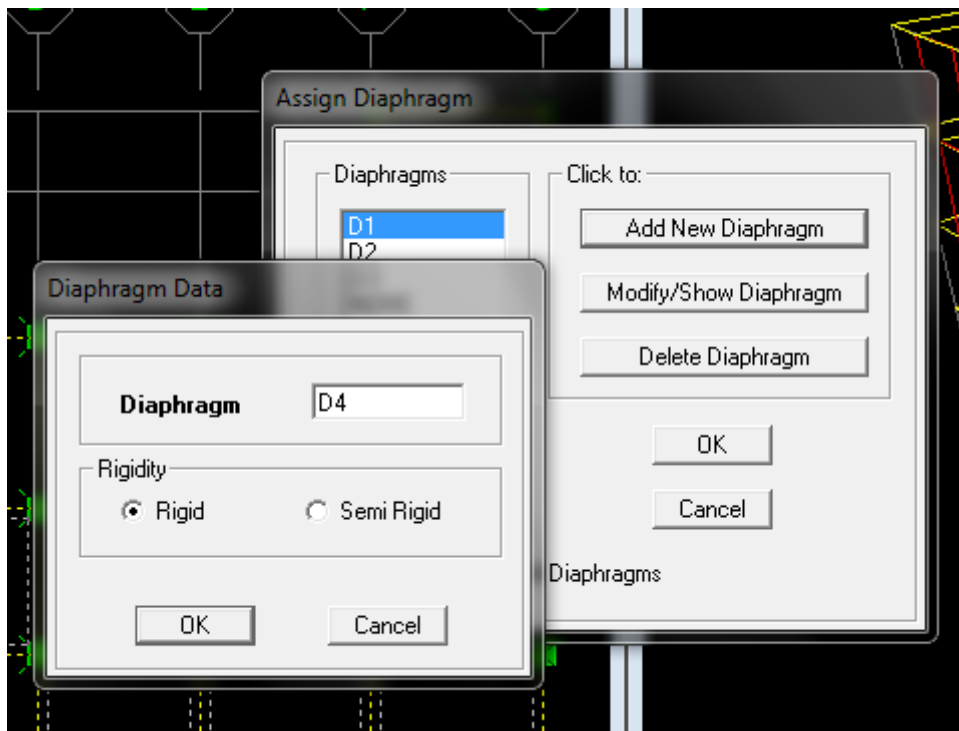 Assign Diaphragm
Diaphragms
D1
D2
Click to:
Add New Diaphragm
Modify/Show Diaphragm
Delete Diaphragm
OK
Cancel
Diaphragms
Diaphragm Data
Diaphragm D4
Rigidity
Rigid
Semi Rigid
OK
Cancel